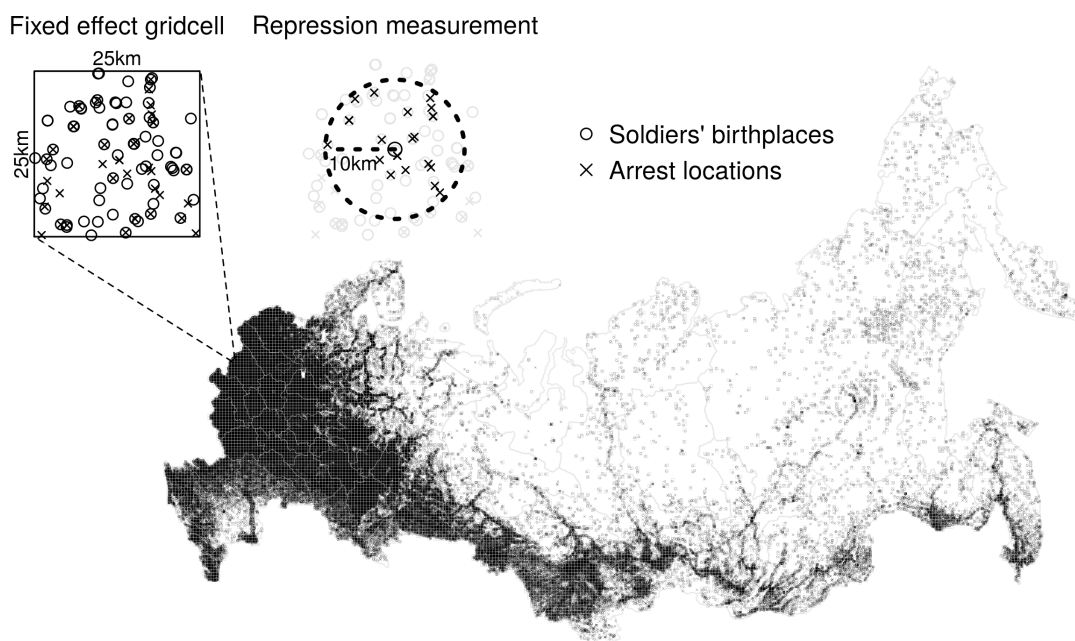 Fixed effect gridcell
Repression measurement
25km
25km
10km
Soldiers' birthplaces
Arrest locations